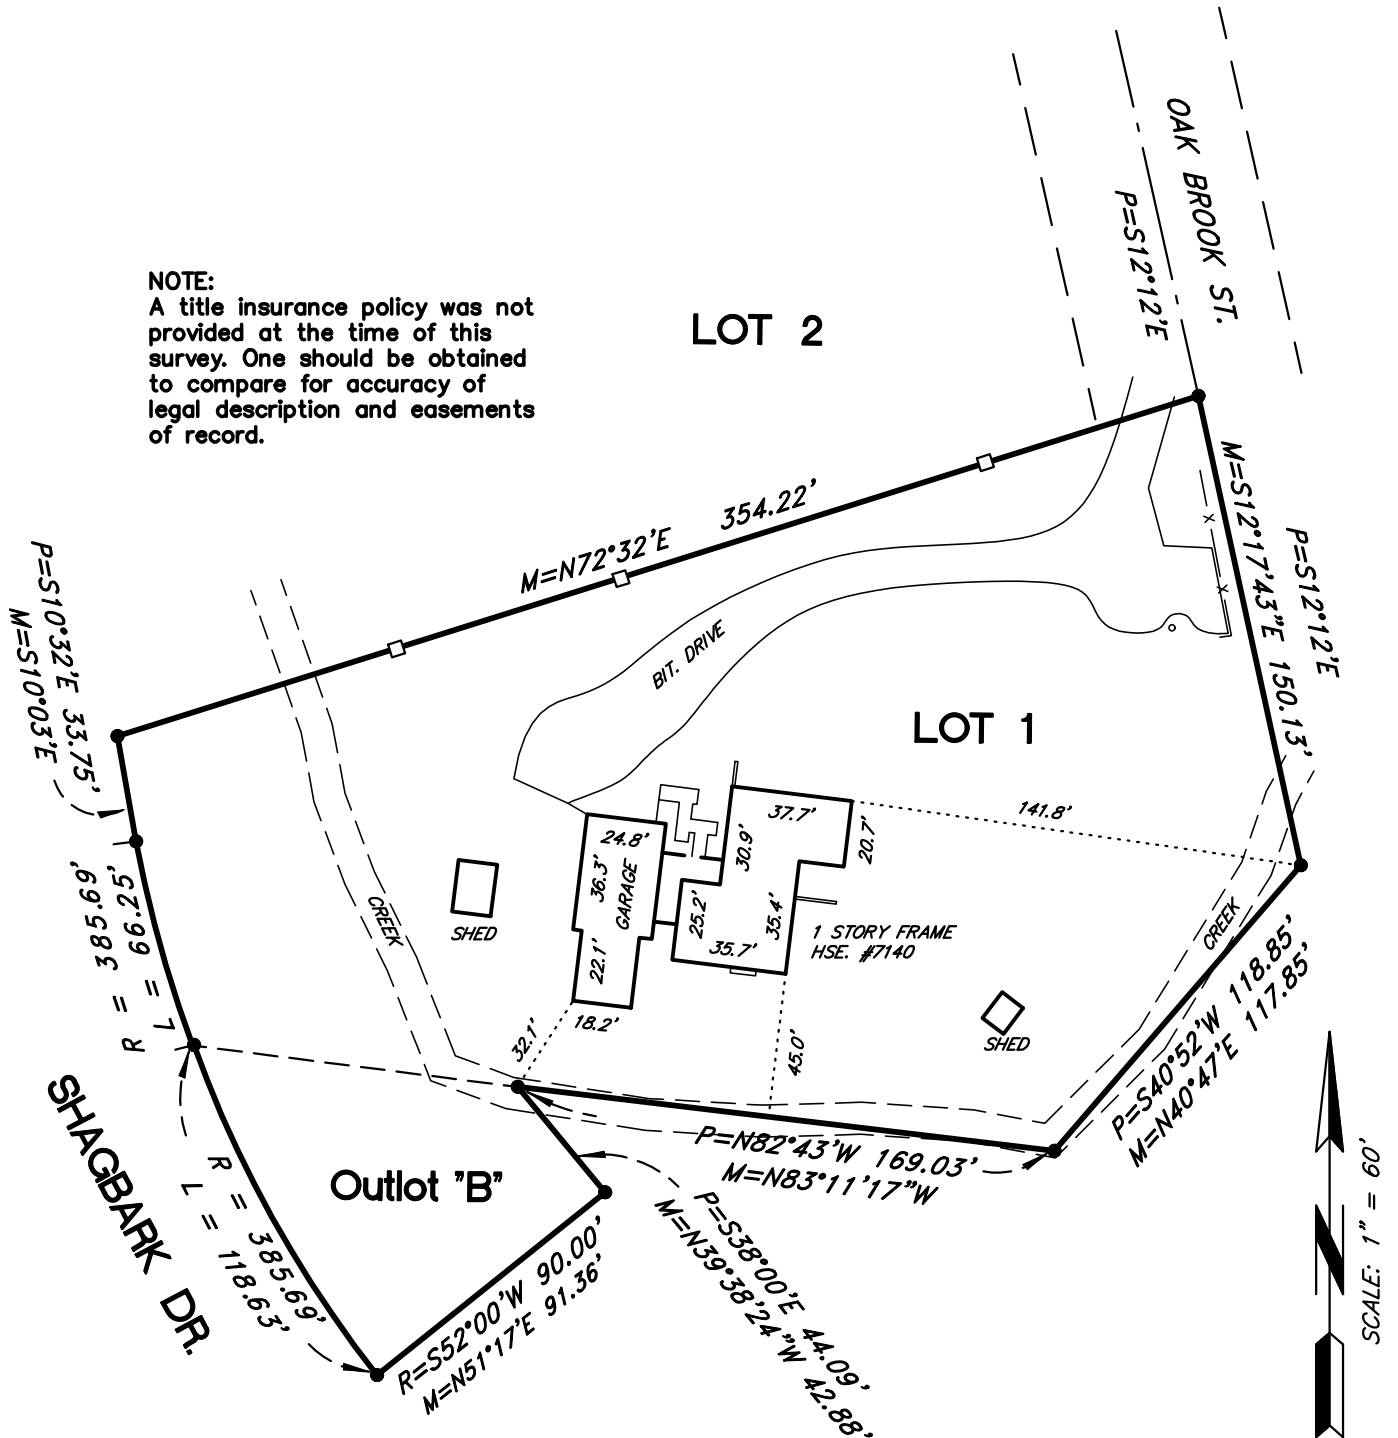 OAK BROOK ST.
P=S12°12'E
NOTE:
A title insurance policy was not
provided at the time of this
survey. One should be obtained
to compare for accuracy of
legal description and easements
of record.
LOT 2
M=N72°32'E 354.22'
M=S12°17'43"E 150.13'
P=S12°12'E
P=S10°32'E 33.75'
M=S10°03'E
BIT. DRIVE
LOT 1
37.7'
141.8'
24.8'
30.9'
20.7'
36.3'
GARAGE
25.2'
35.4'
35.7'
22.1'
18.2'
CREEK
SHED
1 STORY FRAME
HSE. #7140
CREEK
L = 66.25'
R = 385.69'
32.1'
45.0'
SHED
P=S40°52'W 118.85'
M=N40°47'E 117.85'
P=N82°43'W 169.03'
M=N83°11'17"W
SHAGBARK DR.
Outlot "B"
R = 385.69'
L = 118.63'
R=S52°00'W 90.00'
M=N51°17'E 91.36'
P=S38°00'E 44.09'
M=N39°38'24"W 42.88'
N
SCALE: 1" = 60'